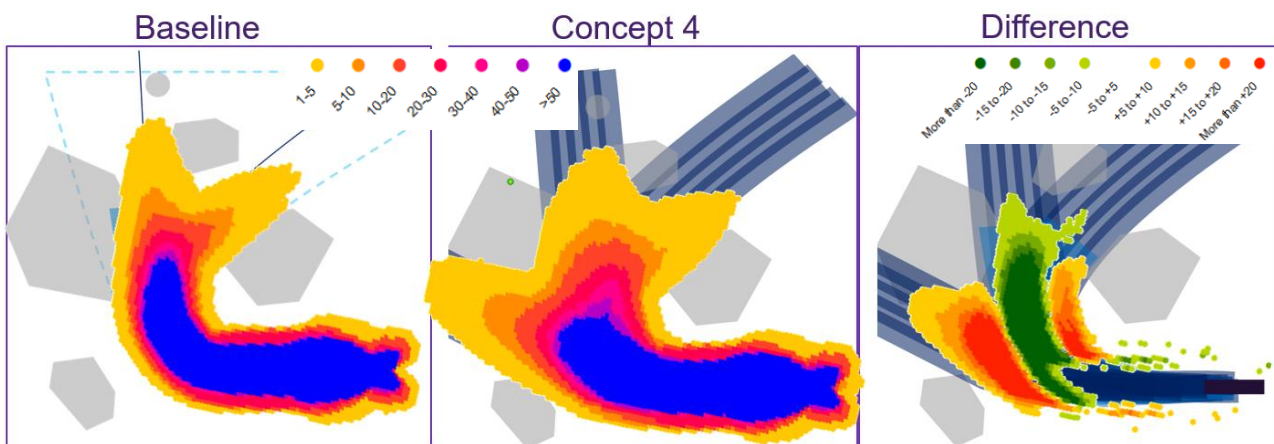 Baseline
Concept 4
Difference
1-5
5-10
10-20
20-30
30-40
40-50
>50
More than -20
-15 to -20
-10 to -15
-5 to -10
-5 to +5
+5 to +10
+10 to +15
+15 to +20
More than +20